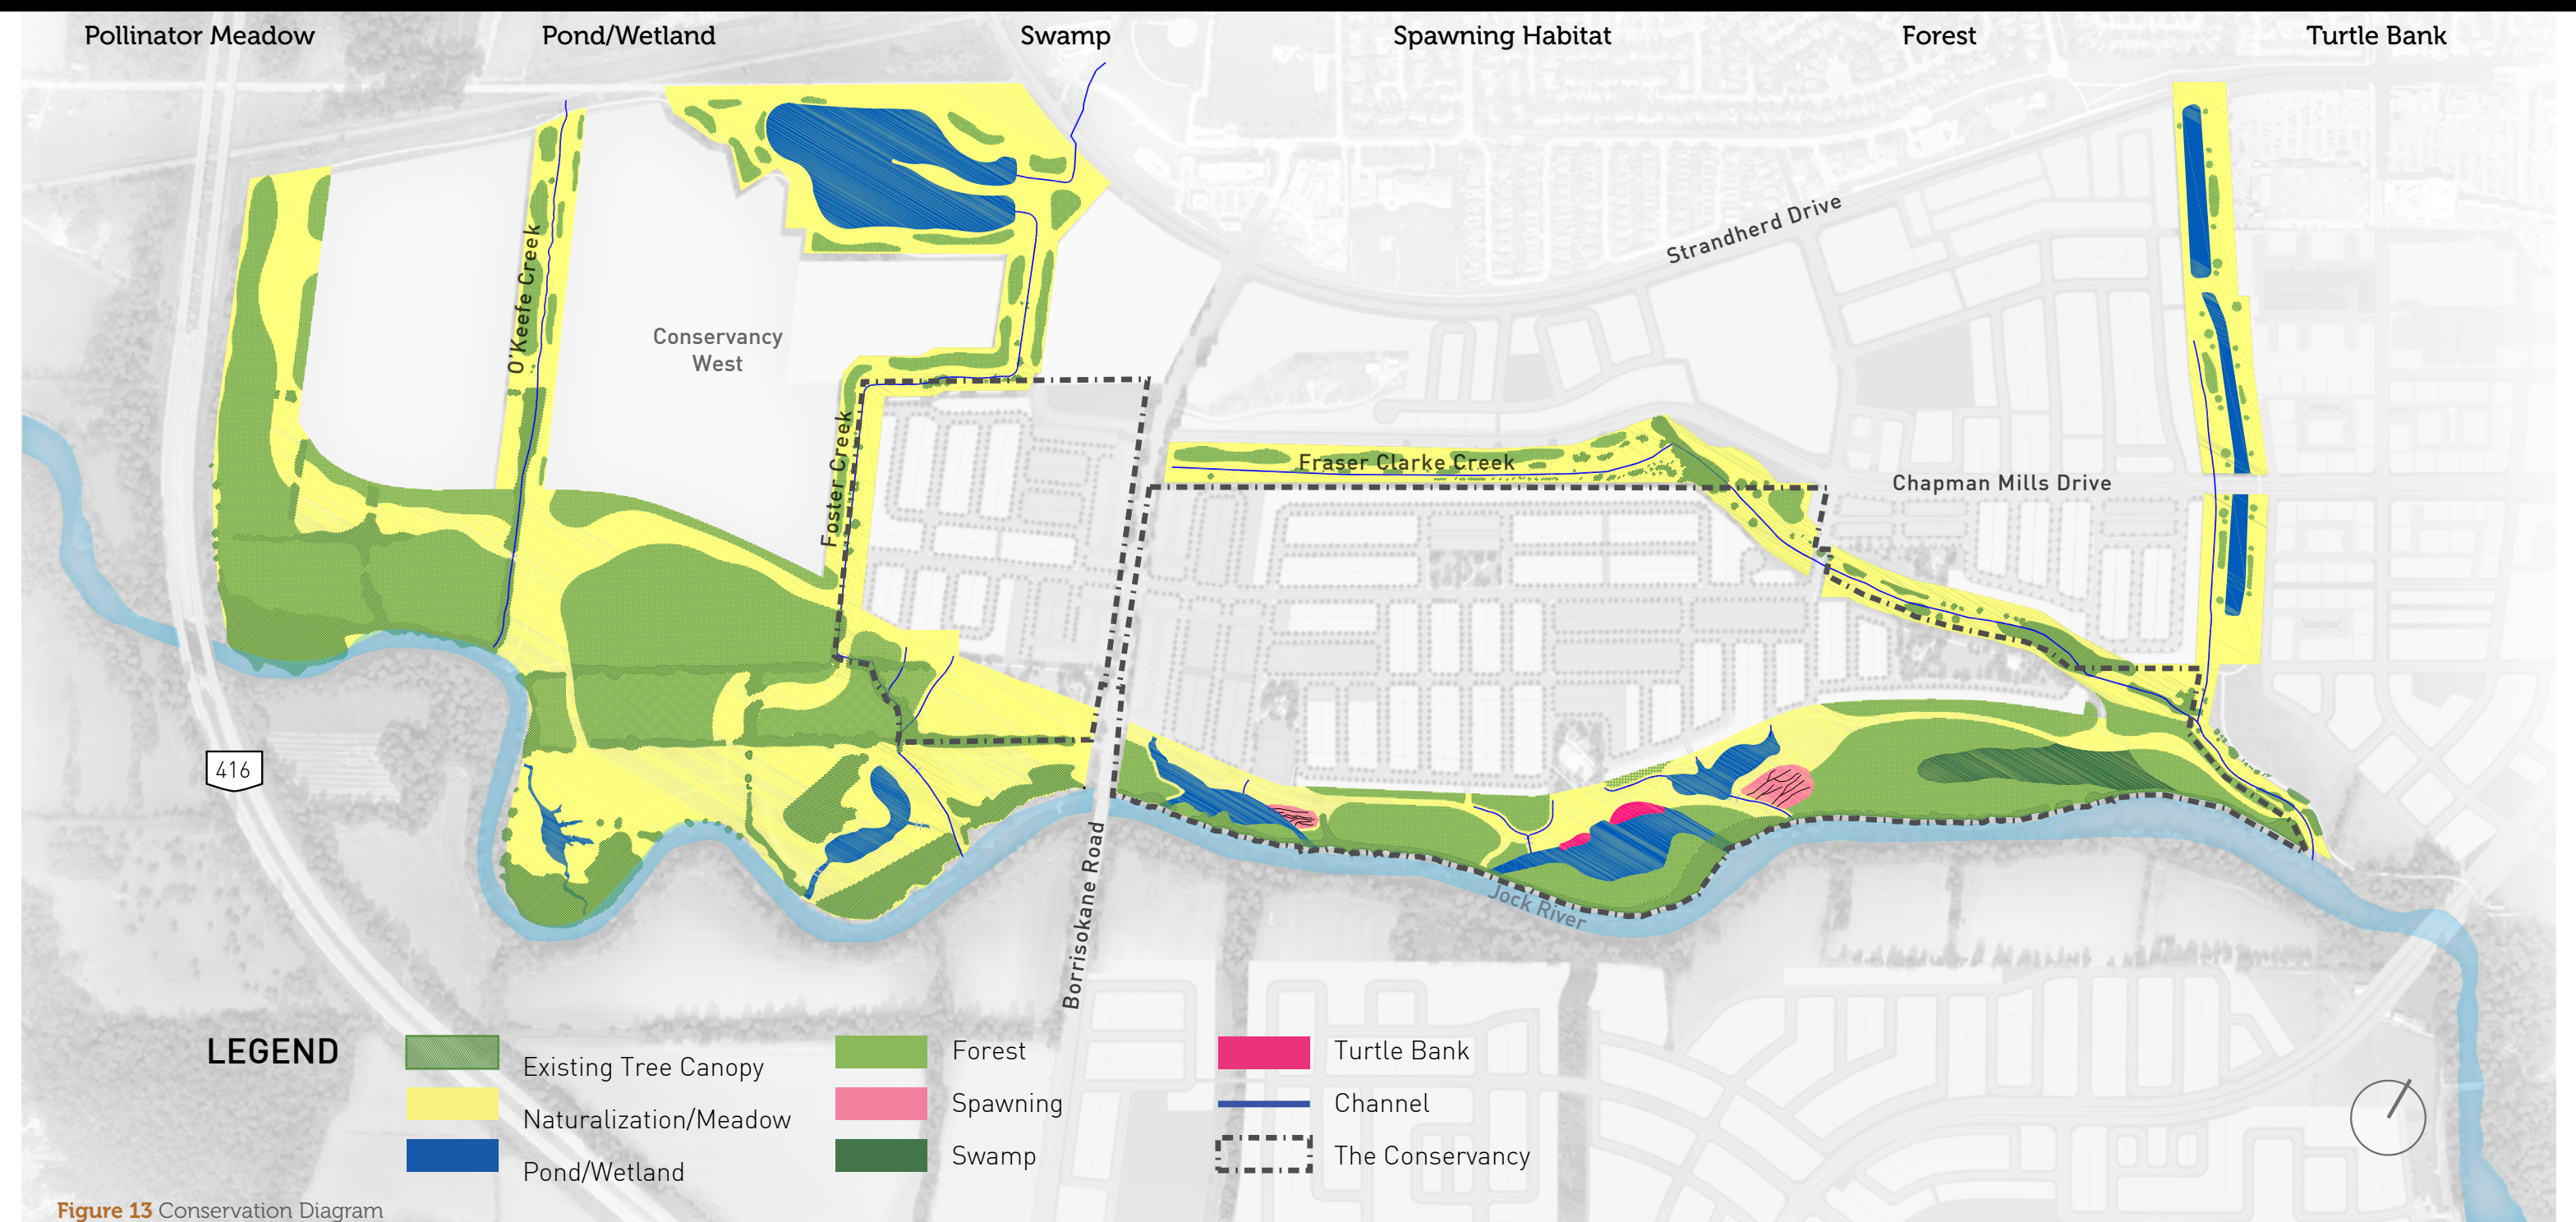 Pollinator Meadow
Pond/Wetland
Swamp
Spawning Habitat
Forest
Turtle Bank
Strandherd Drive
O'Keefe Creek
Conservancy
West
Foster Creek
Fraser Clarke Creek
Chapman Mills Drive
416
Borrisokane Road
Jock River
LEGEND
Existing Tree Canopy
Naturalization/Meadow
Pond/Wetland
Forest
Spawning
Swamp
Turtle Bank
Channel
The Conservancy
Figure 13 Conservation Diagram